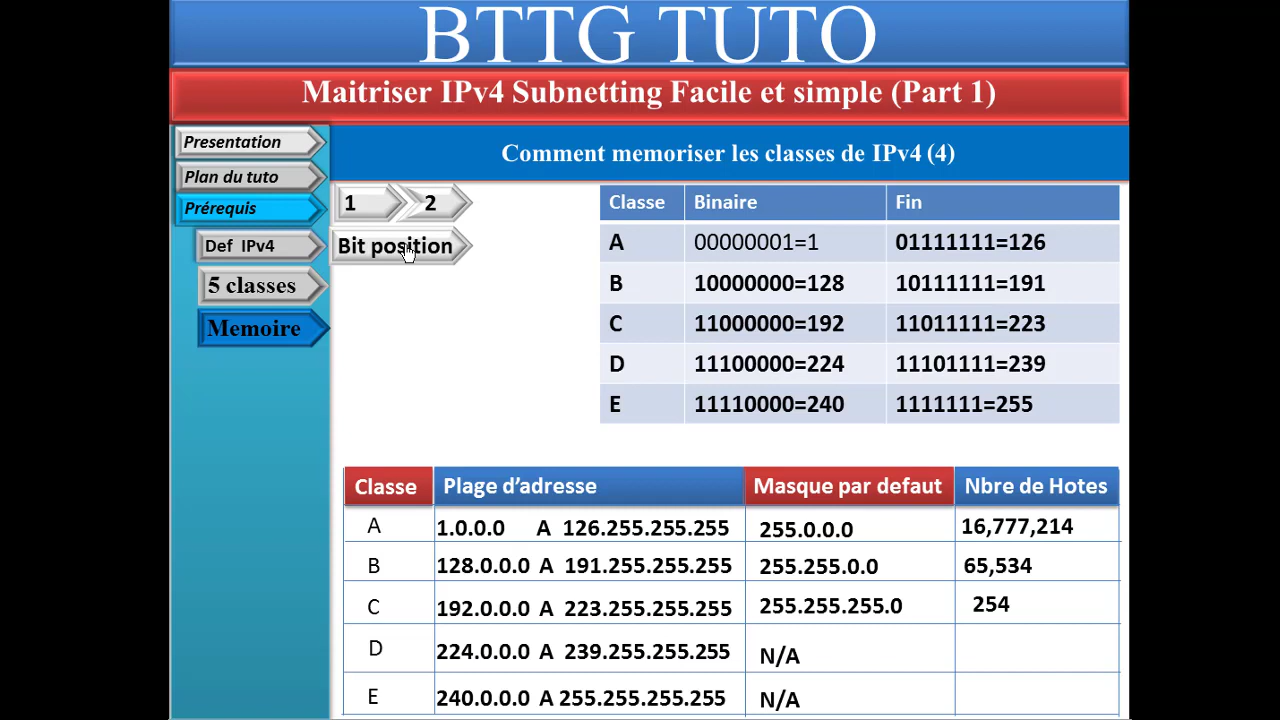 BTTG TUTO
Maitriser IPv4 Subnetting Facile et simple (Part 1)
Presentation
Plan du tuto
Prérequis
Def IPv4
5 classes
Memoire
Comment memoriser les classes de IPv4 (4)
1 2
Bit position
Classe Binaire Fin
A 00000001=1 01111111=126
B 10000000=128 10111111=191
C 11000000=192 11011111=223
D 11100000=224 11101111=239
E 11110000=240 1111111=255
Classe Plage d'adresse Masque par defaut Nbre de Hotes
A 1.0.0.0 A 126.255.255.255 255.0.0.0 16,777,214
B 128.0.0.0 A 191.255.255.255 255.255.0.0 65,534
C 192.0.0.0 A 223.255.255.255 255.255.255.0 254
D 224.0.0.0 A 239.255.255.255 N/A
E 240.0.0.0 A 255.255.255.255 N/A